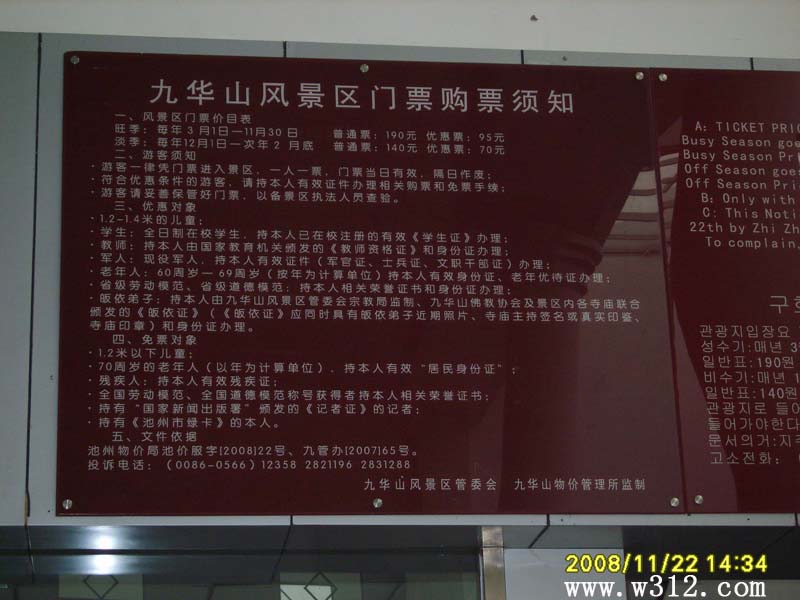 九华山风景区门票购票须知
一、风景区门票价目表
旺季：每年3月1日—11月30日 普通票：190元 优惠票：95元
淡季：每年12月1日—次年2月底 普通票：140元 优惠票：70元
二、游客须知
·游客一律凭门票进入景区，一人一票，门票当日有效，隔日作废；
·符合优惠条件的游客，请持本人有效证件办理相关购票和免票手续；
·游客请妥善保管好门票，以备景区执法人员查验。
三、优惠对象
·1.2-1.4米的儿童；
·学生：全日制在校学生，持本人已在校注册的有效《学生证》办理；
·教师：持本人由国家教育机关颁发的《教师资格证》和身份证办理；
·军人：现役军人，持本人有效证件（军官证、士兵证、文职干部证）办理；
·老年人：60周岁—69周岁（按年为计算单位）持本人有效身份证、老年优待证办理；
·省级劳动模范、省级道德模范：持本人相关荣誉证书和身份证办理；
·皈依弟子：持本人由九华山风景区管委会宗教局监制、九华山佛教协会及景区内各寺庙联合
颁发的《皈依证》（《皈依证》应同时具有皈依弟子近期照片、寺庙主持签名或真实印鉴、
寺庙印章）和身份证办理。
四、免票对象
·1.2米以下儿童；
·70周岁的老年人（以年为计算单位），持本人有效“居民身份证”；
·残疾人：持本人有效残疾证；
·全国劳动模范、全国道德模范称号获得者持本人相关荣誉证书；
·持有“国家新闻出版署”颁发的《记者证》的记者；
·持有《池州市绿卡》的本人。
五、文件依据
池州物价局池价服字[2008]22号、九管办[2007]65号。
投诉电话：（0086-0566）12358 2821196 2831288
九华山风景区管委会 九华山物价管理所监制
A: TICKET PRIC
Busy Season goes
Busy Season Pri
Off Season goes
Off Season Pric
B: Only with
C: This Noti
22th by Zhi Zh
To complain,
구화
관광지입장요
성수기:매년 3
일반표:190원
비수기:매년 1
일반표:140원
관광지로 들어
들어가야한다
문서의거:지주
고소전화: (
2008/11/22 14:34
www.w312.com